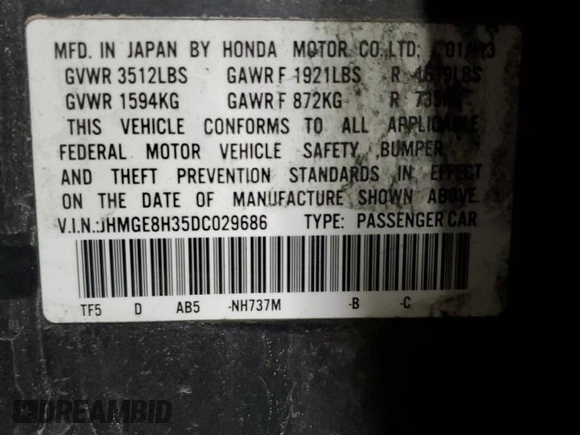 MFD. IN JAPAN BY HONDA MOTOR CO.,LTD.
GVWR 3512LBS GAWR F 1921LBS R
GVWR 1594KG GAWR F 872KG R
THIS VEHICLE CONFORMS TO ALL APPLICABLE
FEDERAL MOTOR VEHICLE SAFETY BUMPER
AND THEFT PREVENTION STANDARDS IN EFFECT
ON THE DATE OF MANUFACTURE SHOWN ABOVE.
V.I.N.:JHMGE8H35DC029686 TYPE: PASSENGER CAR
TF5 D AB5 -NH737M -B -C
DREAMBID